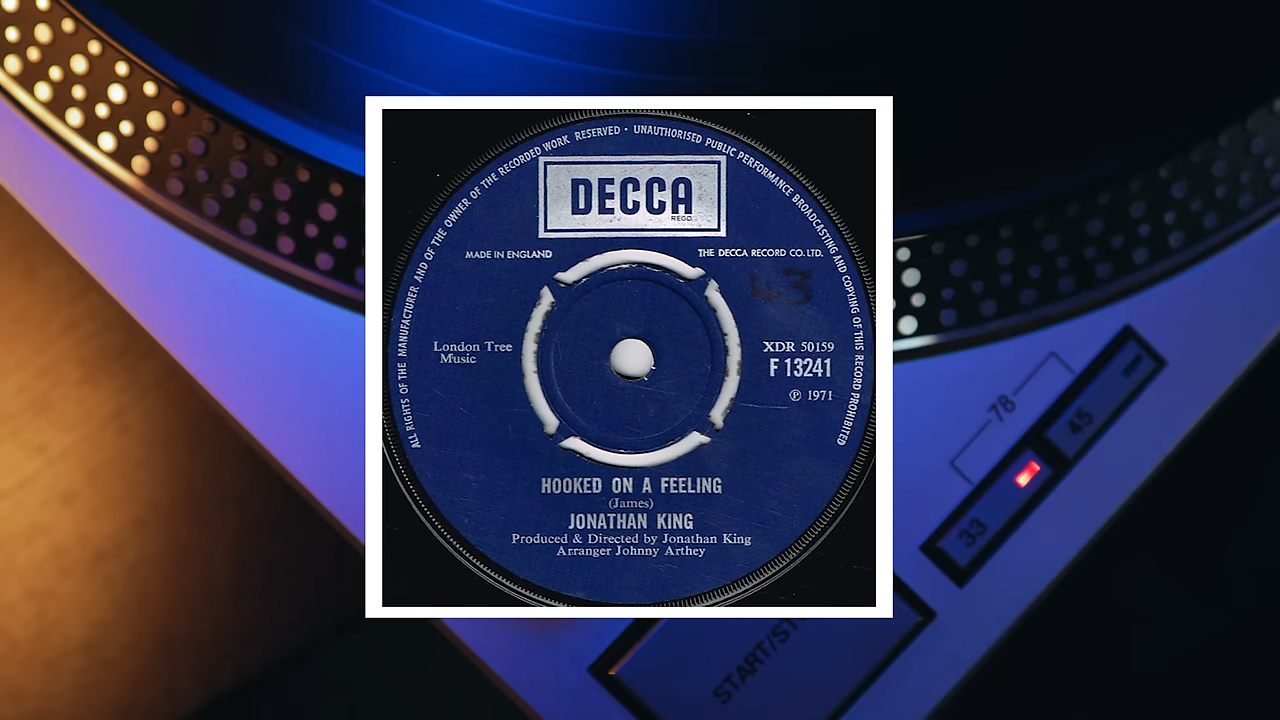 ALL RIGHTS OF THE MANUFACTURER AND OF THE OWNER OF THE RECORDED WORK RESERVED · UNAUTHORISED PUBLIC PERFORMANCE BROADCASTING AND COPYING OF THIS RECORD PROHIBITED
DECCA
REGD.
MADE IN ENGLAND
THE DECCA RECORD CO. LTD.
43
London Tree
Music
XDR 50159
F 13241
℗ 1971
HOOKED ON A FEELING
(James)
JONATHAN KING
Produced & Directed by Jonathan King
Arranger Johnny Arthey
78
45
33